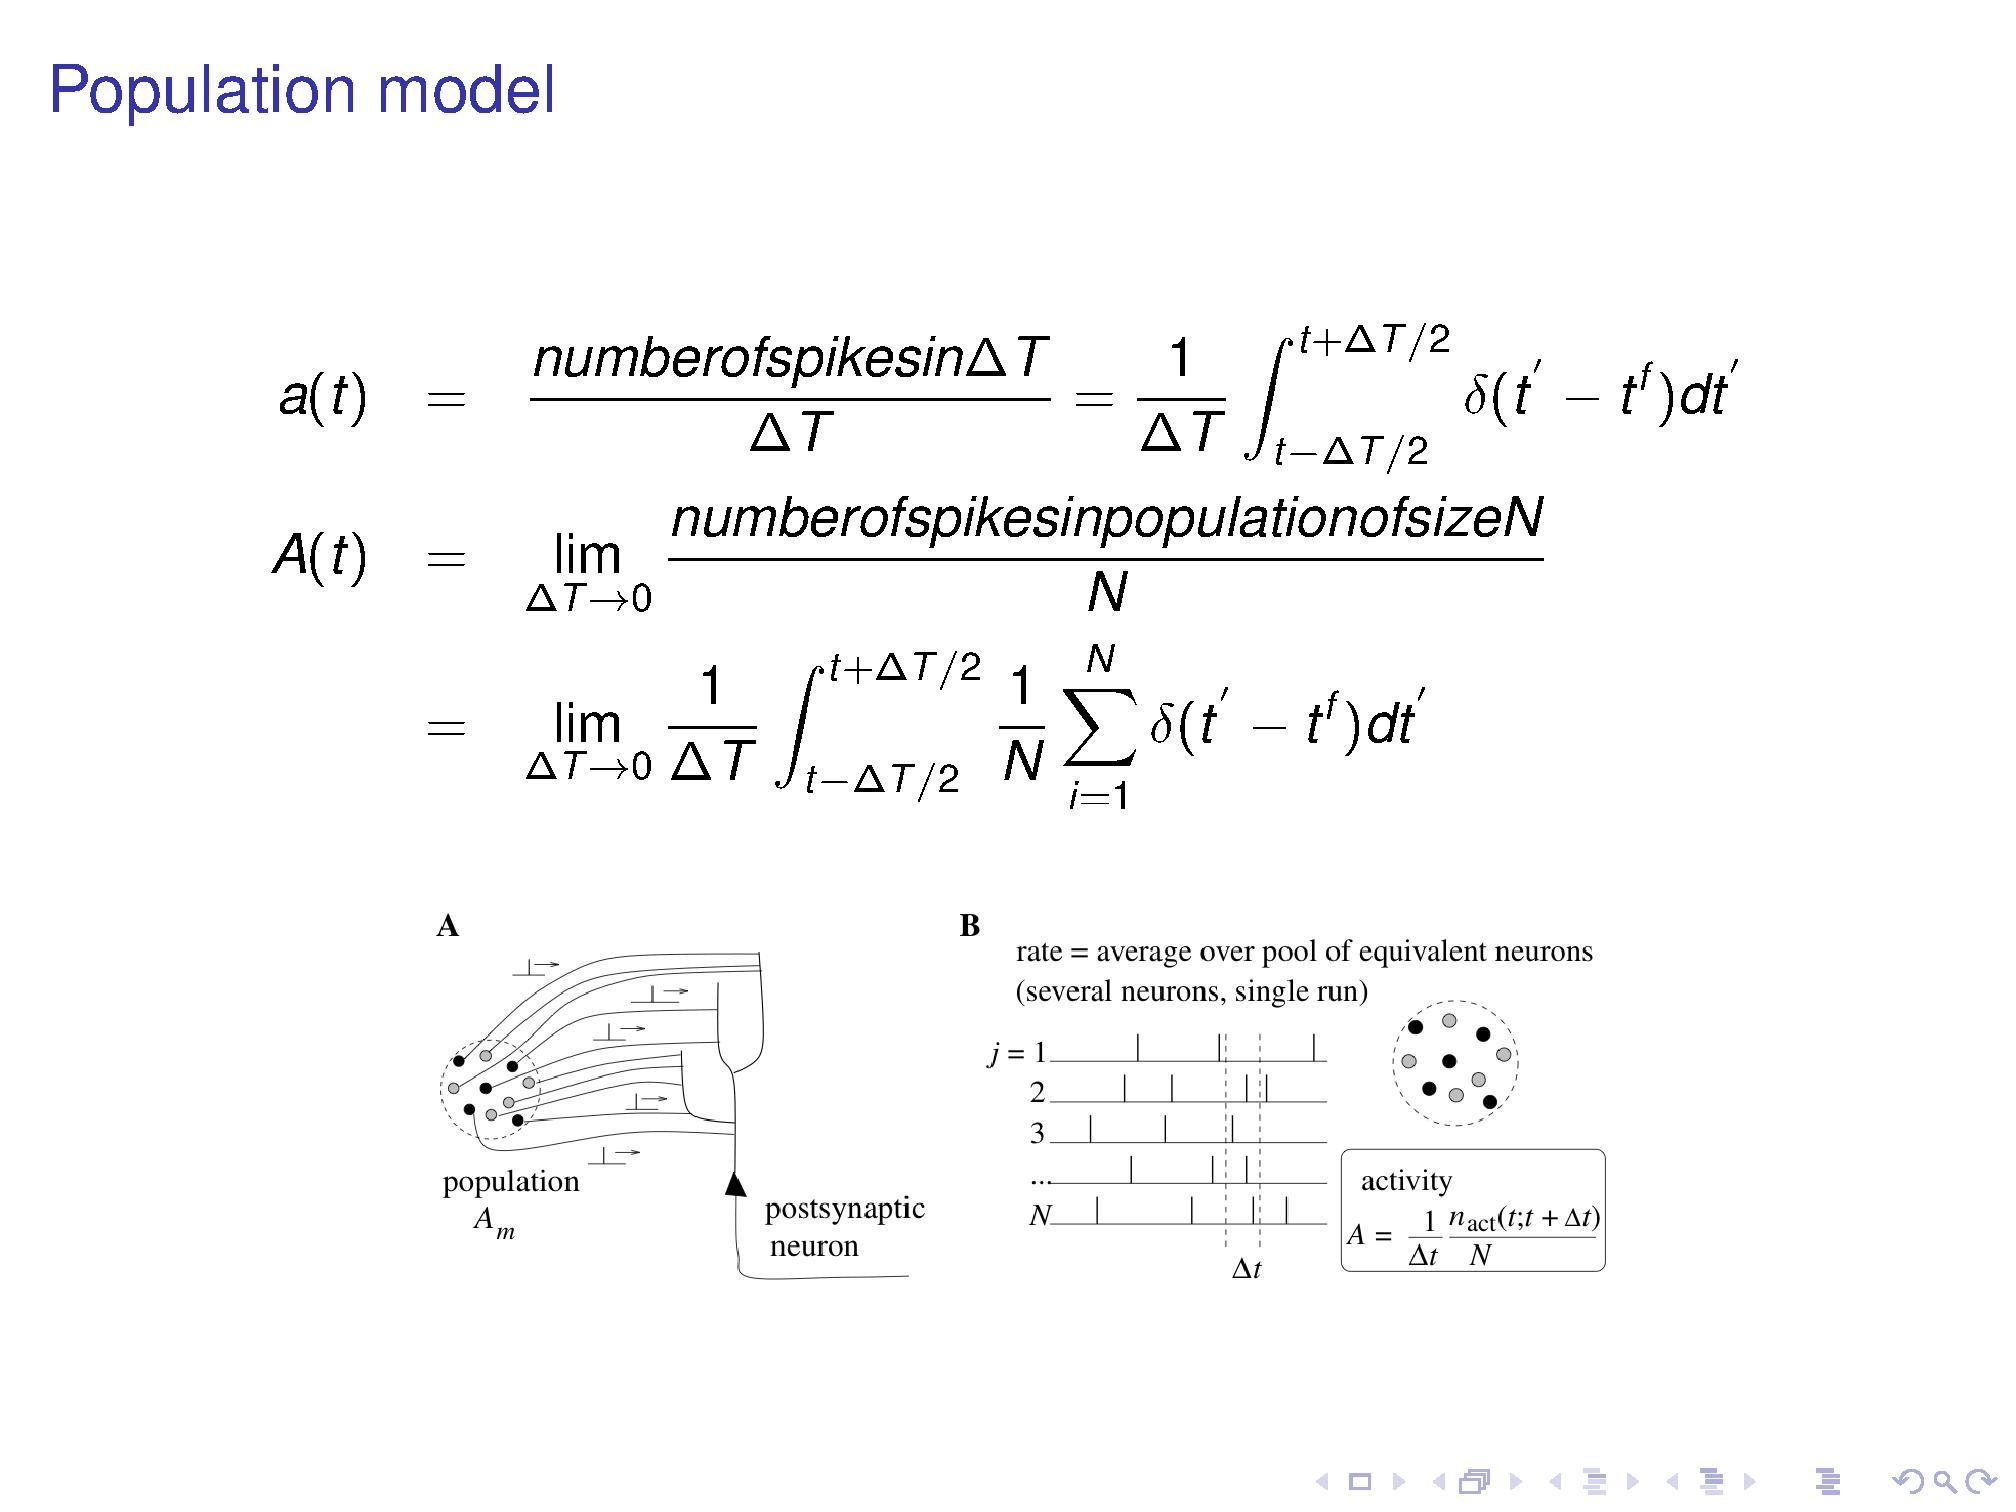 Population model
a(t) = numberofspikesinΔT / ΔT = 1/ΔT ∫_{t−ΔT/2}^{t+ΔT/2} δ(t′ − t^f)dt′
A(t) = lim_{ΔT→0} numberofspikesinpopulationofsizeN / N
= lim_{ΔT→0} 1/ΔT ∫_{t−ΔT/2}^{t+ΔT/2} 1/N ∑_{i=1}^{N} δ(t′ − t^f)dt′
A
population
A_m
postsynaptic
neuron
B
rate = average over pool of equivalent neurons
(several neurons, single run)
j = 1
2
3
...
N
Δt
activity
A = 1/Δt n_act(t;t + Δt)/N